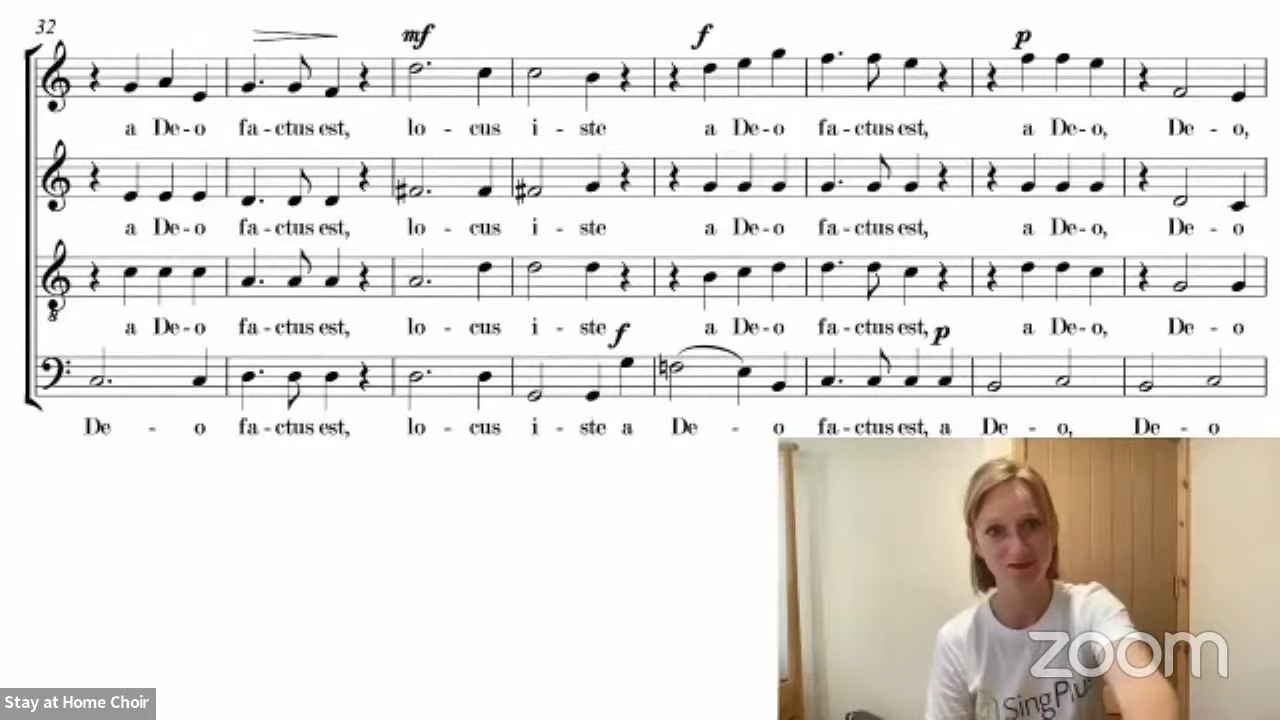 32
mf f p
a De-o fa-ctus est, lo - cus i - ste a De-o fa-ctus est, a De-o, De - o,
a De-o fa-ctus est, lo - cus i - ste a De-o fa-ctus est, a De-o, De - o
8
a De-o fa-ctus est, lo - cus i - ste a De-o fa-ctus est, a De-o, De - o
f p
De - o fa-ctus est, lo - cus i - ste a De - o fa-ctus est, a De - o, De - o
zoom
SingPlus
Stay at Home Choir